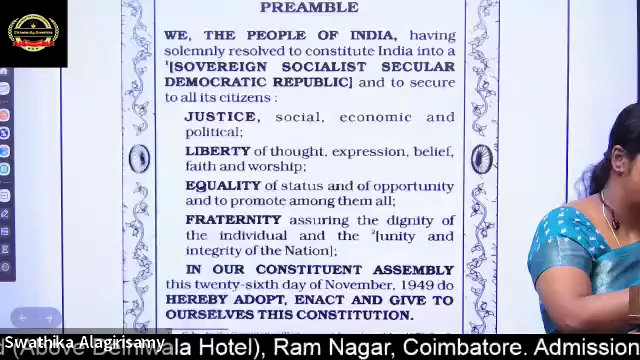 PREAMBLE
WE, THE PEOPLE OF INDIA, having
solemnly resolved to constitute India into a
¹[SOVEREIGN SOCIALIST SECULAR
DEMOCRATIC REPUBLIC] and to secure
to all its citizens :
JUSTICE, social, economic and
political;
LIBERTY of thought, expression, belief,
faith and worship;
EQUALITY of status and of opportunity
and to promote among them all;
FRATERNITY assuring the dignity of
the individual and the ²[unity and
integrity of the Nation];
IN OUR CONSTITUENT ASSEMBLY
this twenty-sixth day of November, 1949 do
HEREBY ADOPT, ENACT AND GIVE TO
OURSELVES THIS CONSTITUTION.
Swathika Alagirisamy
Hotel), Ram Nagar, Coimbatore. Admission